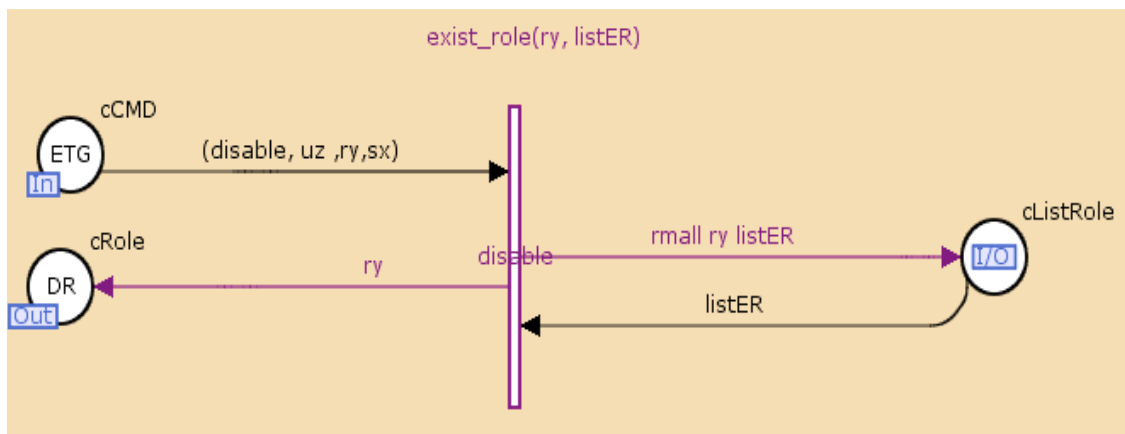 exist_role(ry, listER)
cCMD
ETG
(disable, uz ,ry,sx)
In
cListRole
cRole
rmall ry listER
disable
I/O
ry
DR
Out
listER